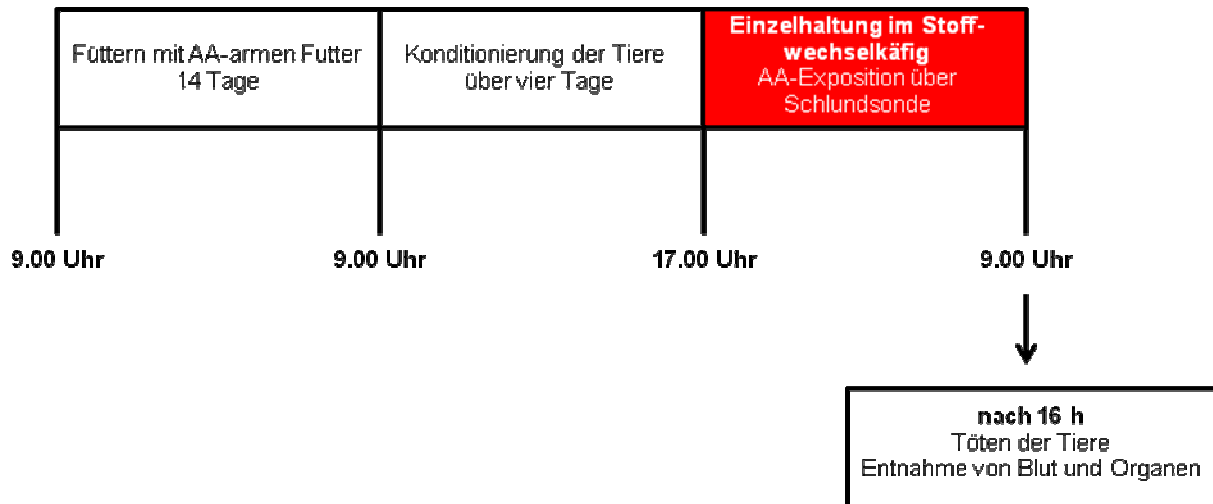 Füttern mit AA-armen Futter
14 Tage
Konditionierung der Tiere
über vier Tage
Einzelhaltung im Stoff-
wechselkäfig
AA-Exposition über
Schlundsonde
9.00 Uhr
9.00 Uhr
17.00 Uhr
9.00 Uhr
nach 16 h
Töten der Tiere
Entnahme von Blut und Organen